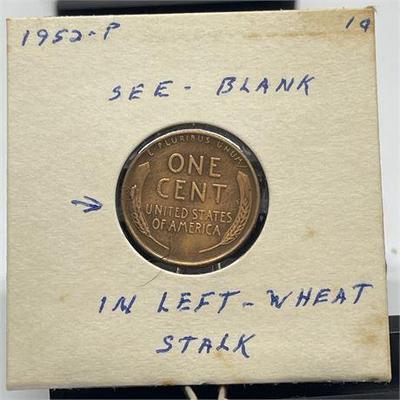 1952-P 1¢
SEE - BLANK
E·PLURIBUS·UNUM
ONE
CENT
UNITED STATES
OF AMERICA
IN LEFT - WHEAT
STALK